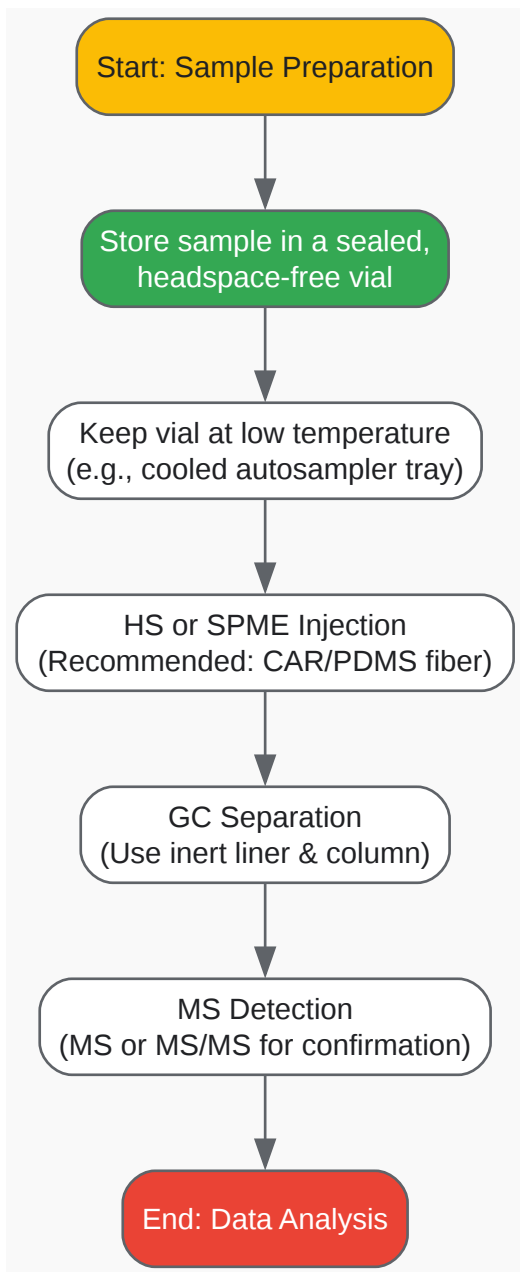 Start: Sample Preparation
Store sample in a sealed,
headspace-free vial
Keep vial at low temperature
(e.g., cooled autosampler tray)
HS or SPME Injection
(Recommended: CAR/PDMS fiber)
GC Separation
(Use inert liner & column)
MS Detection
(MS or MS/MS for confirmation)
End: Data Analysis